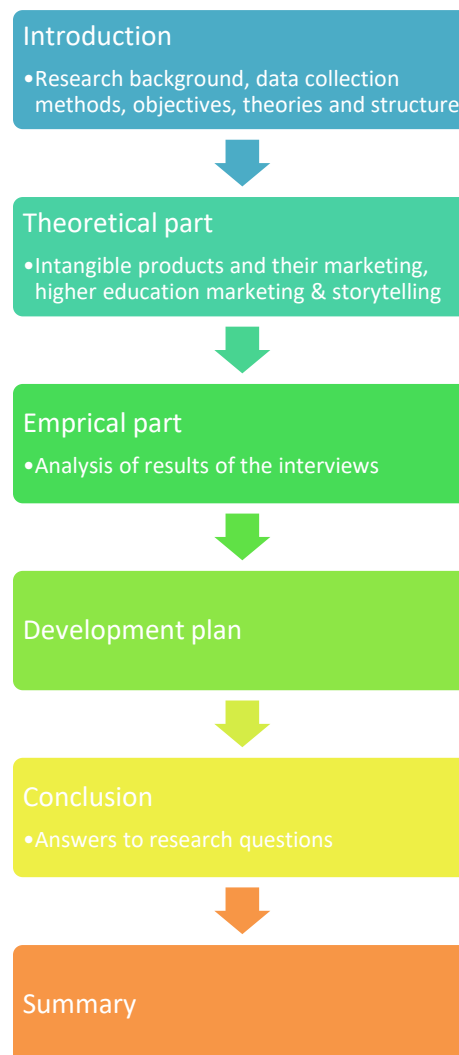 Introduction
•Research background, data collection
methods, objectives, theories and structure
Theoretical part
•Intangible products and their marketing,
higher education marketing & storytelling
Emprical part
•Analysis of results of the interviews
Development plan
Conclusion
•Answers to research questions
Summary